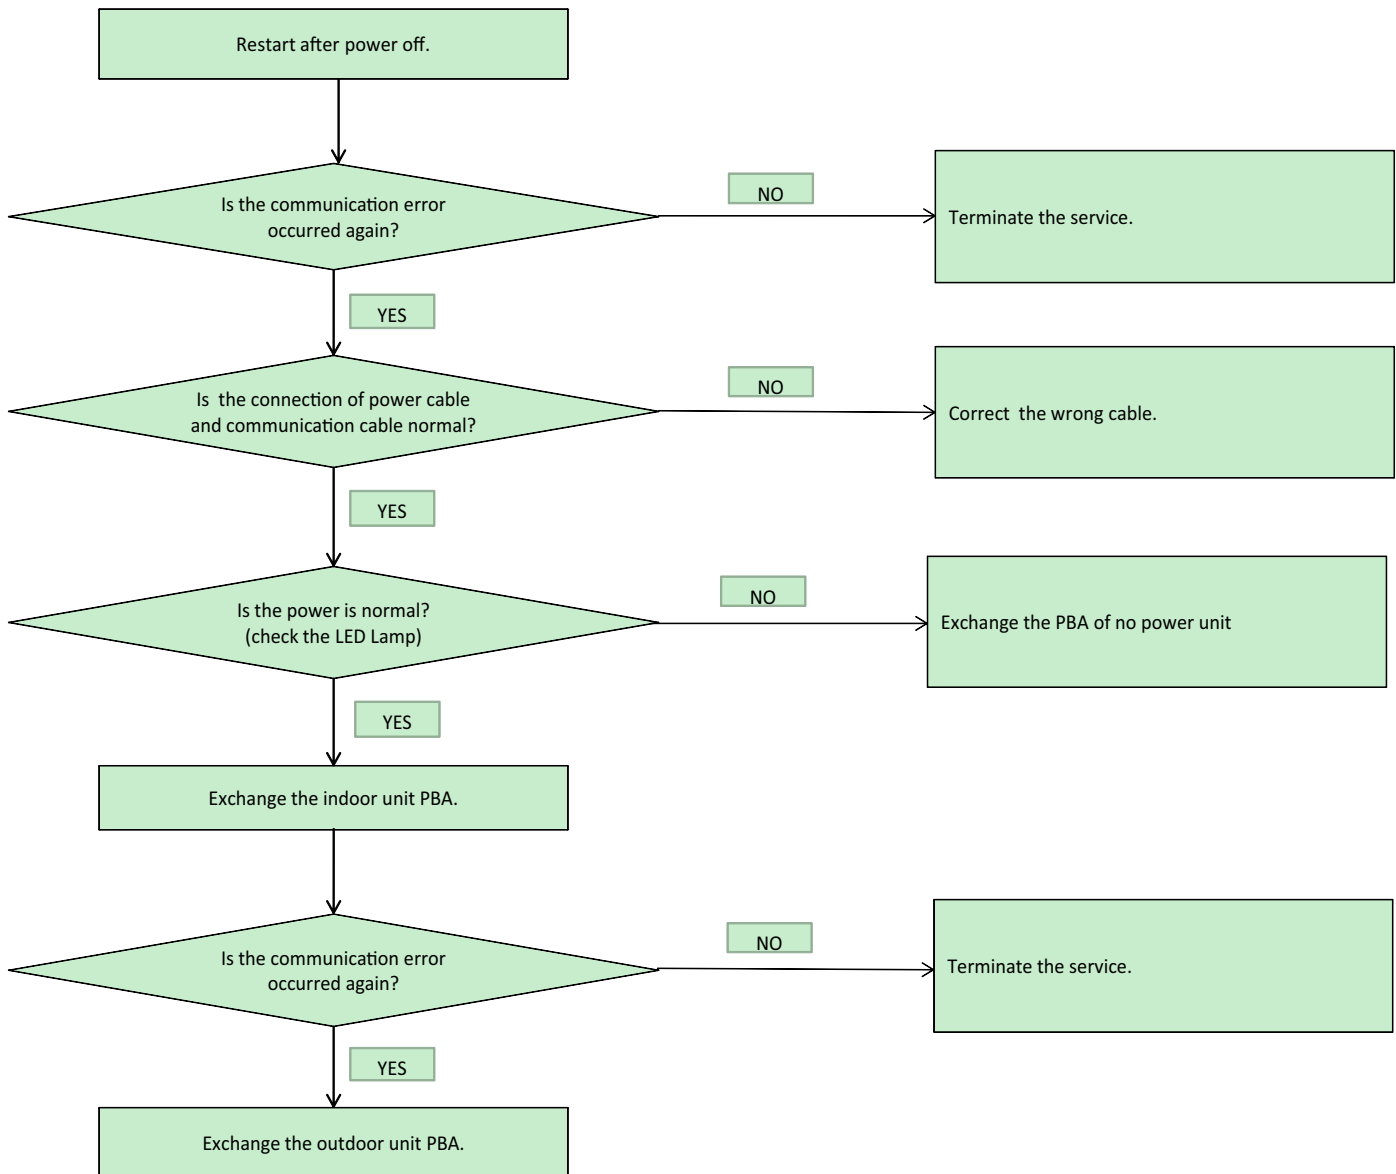 Restart after power off.
Is the communication error
occurred again?
NO
Terminate the service.
YES
Is  the connection of power cable
and communication cable normal?
NO
Correct  the wrong cable.
YES
Is the power is normal?
(check the LED Lamp)
NO
Exchange the PBA of no power unit
YES
Exchange the indoor unit PBA.
Is the communication error
occurred again?
NO
Terminate the service.
YES
Exchange the outdoor unit PBA.